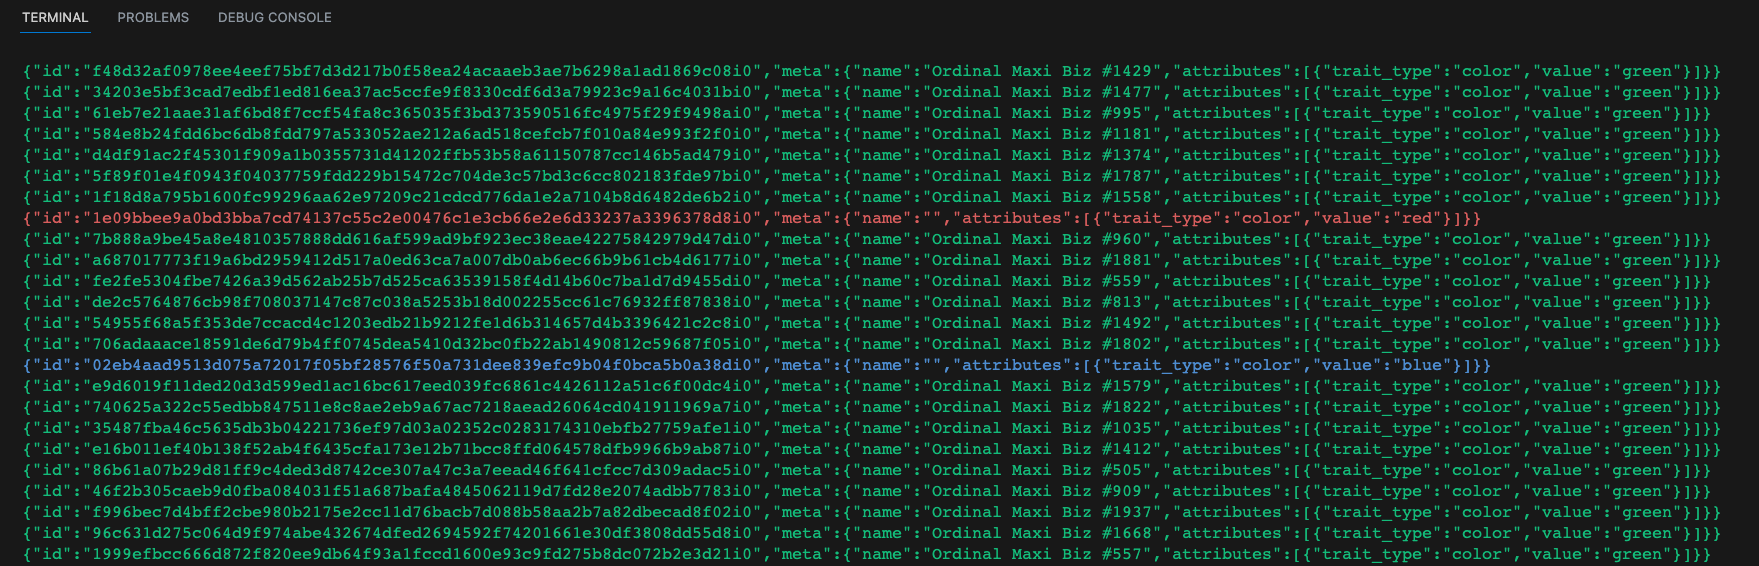 TERMINAL PROBLEMS DEBUG CONSOLE
{"id":"f48d32af0978ee4eef75bf7d3d217b0f58ea24acaaeb3ae7b6298a1ad1869c08i0","meta":{"name":"Ordinal Maxi Biz #1429","attributes":[{"trait_type":"color","value":"green"}]}}
{"id":"34203e5bf3cad7edbf1ed816ea37ac5ccfe9f8330cdf6d3a79923c9a16c4031bi0","meta":{"name":"Ordinal Maxi Biz #1477","attributes":[{"trait_type":"color","value":"green"}]}}
{"id":"61eb7e21aae31af6bd8f7ccf54fa8c365035f3bd373590516fc4975f29f9498ai0","meta":{"name":"Ordinal Maxi Biz #995","attributes":[{"trait_type":"color","value":"green"}]}}
{"id":"584e8b24fdd6bc6db8fdd797a533052ae212a6ad518cefcb7f010a84e993f2f0i0","meta":{"name":"Ordinal Maxi Biz #1181","attributes":[{"trait_type":"color","value":"green"}]}}
{"id":"d4df91ac2f45301f909a1b0355731d41202ffb53b58a61150787cc146b5ad479i0","meta":{"name":"Ordinal Maxi Biz #1374","attributes":[{"trait_type":"color","value":"green"}]}}
{"id":"5f89f01e4f0943f04037759fdd229b15472c704de3c57bd3c6cc802183fde97bi0","meta":{"name":"Ordinal Maxi Biz #1787","attributes":[{"trait_type":"color","value":"green"}]}}
{"id":"1f18d8a795b1600fc99296aa62e97209c21cdcd776da1e2a7104b8d6482de6b2i0","meta":{"name":"Ordinal Maxi Biz #1558","attributes":[{"trait_type":"color","value":"green"}]}}
{"id":"1e09bbee9a0bd3bba7cd74137c55c2e00476c1e3cb66e2e6d33237a3396378d8i0","meta":{"name":"","attributes":[{"trait_type":"color","value":"red"}]}}
{"id":"7b888a9be45a8e4810357888dd616af599ad9bf923ec38eae42275842979d47di0","meta":{"name":"Ordinal Maxi Biz #960","attributes":[{"trait_type":"color","value":"green"}]}}
{"id":"a687017773f19a6bd2959412d517a0ed63ca7a007db0ab6ec66b9b61cb4d6177i0","meta":{"name":"Ordinal Maxi Biz #1881","attributes":[{"trait_type":"color","value":"green"}]}}
{"id":"fe2fe5304fbe7426a39d562ab25b7d525ca63539158f4d14b60c7ba1d7d9455di0","meta":{"name":"Ordinal Maxi Biz #559","attributes":[{"trait_type":"color","value":"green"}]}}
{"id":"de2c5764876cb98f708037147c87c038a5253b18d002255cc61c76932ff87838i0","meta":{"name":"Ordinal Maxi Biz #813","attributes":[{"trait_type":"color","value":"green"}]}}
{"id":"54955f68a5f353de7ccacd4c1203edb21b9212fe1d6b314657d4b3396421c2c8i0","meta":{"name":"Ordinal Maxi Biz #1492","attributes":[{"trait_type":"color","value":"green"}]}}
{"id":"706adaaace18591de6d79b4ff0745dea5410d32bc0fb22ab1490812c59687f05i0","meta":{"name":"Ordinal Maxi Biz #1802","attributes":[{"trait_type":"color","value":"green"}]}}
{"id":"02eb4aad9513d075a72017f05bf28576f50a731dee839efc9b04f0bca5b0a38di0","meta":{"name":"","attributes":[{"trait_type":"color","value":"blue"}]}}
{"id":"e9d6019f11ded20d3d599ed1ac16bc617eed039fc6861c4426112a51c6f00dc4i0","meta":{"name":"Ordinal Maxi Biz #1579","attributes":[{"trait_type":"color","value":"green"}]}}
{"id":"740625a322c55edbb847511e8c8ae2eb9a67ac7218aead26064cd041911969a7i0","meta":{"name":"Ordinal Maxi Biz #1822","attributes":[{"trait_type":"color","value":"green"}]}}
{"id":"35487fba46c5635db3b04221736ef97d03a02352c0283174310ebfb27759afe1i0","meta":{"name":"Ordinal Maxi Biz #1035","attributes":[{"trait_type":"color","value":"green"}]}}
{"id":"e16b011ef40b138f52ab4f6435cfa173e12b71bcc8ffd064578dfb9966b9ab87i0","meta":{"name":"Ordinal Maxi Biz #1412","attributes":[{"trait_type":"color","value":"green"}]}}
{"id":"86b61a07b29d81ff9c4ded3d8742ce307a47c3a7eead46f641cfcc7d309adac5i0","meta":{"name":"Ordinal Maxi Biz #505","attributes":[{"trait_type":"color","value":"green"}]}}
{"id":"46f2b305caeb9d0fba084031f51a687bafa4845062119d7fd28e2074adbb7783i0","meta":{"name":"Ordinal Maxi Biz #909","attributes":[{"trait_type":"color","value":"green"}]}}
{"id":"f996bec7d4bff2cbe980b2175e2cc11d76bacb7d088b58aa2b7a82dbecad8f02i0","meta":{"name":"Ordinal Maxi Biz #1937","attributes":[{"trait_type":"color","value":"green"}]}}
{"id":"96c631d275c064d9f974abe432674dfed2694592f74201661e30df3808dd55d8i0","meta":{"name":"Ordinal Maxi Biz #1668","attributes":[{"trait_type":"color","value":"green"}]}}
{"id":"1999efbcc666d872f820ee9db64f93a1fccd1600e93c9fd275b8dc072b2e3d21i0","meta":{"name":"Ordinal Maxi Biz #557","attributes":[{"trait_type":"color","value":"green"}]}}